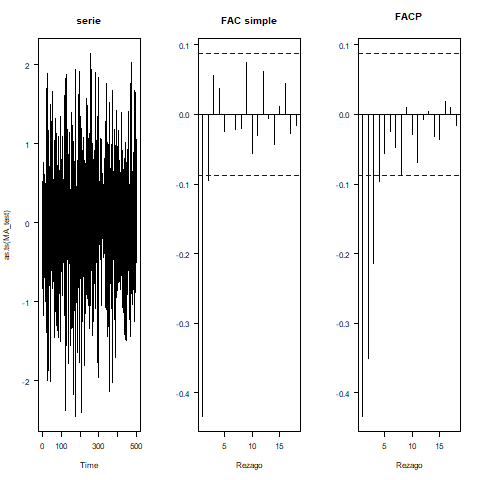 serie
2
1
0
-1
-2
as.ts(MA_test)
0 100 300 500
Time
FAC simple
0.1
0.0
-0.1
-0.2
-0.3
-0.4
5 10 15
Rezago
FACP
0.1
0.0
-0.1
-0.2
-0.3
-0.4
5 10 15
Rezago